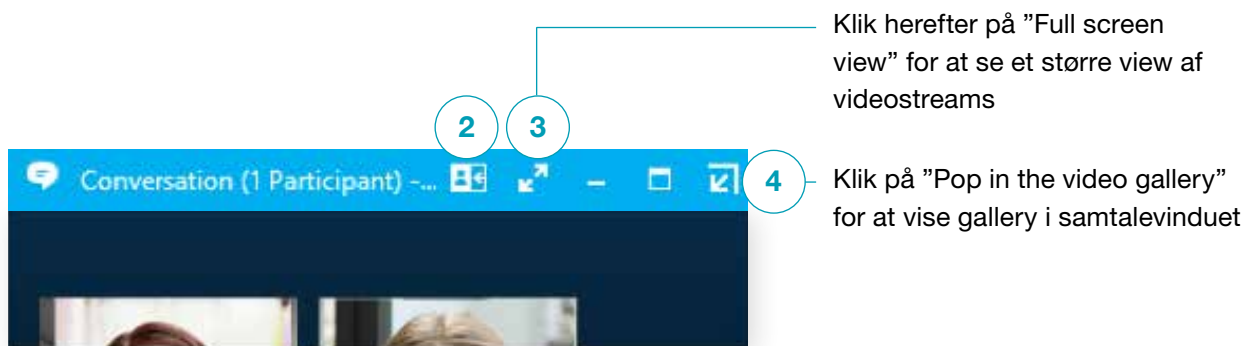 Klik herefter på ”Full screen
view” for at se et større view af
videostreams
2
3
Conversation (1 Participant) -...
4
Klik på ”Pop in the video gallery”
for at vise gallery i samtalevinduet